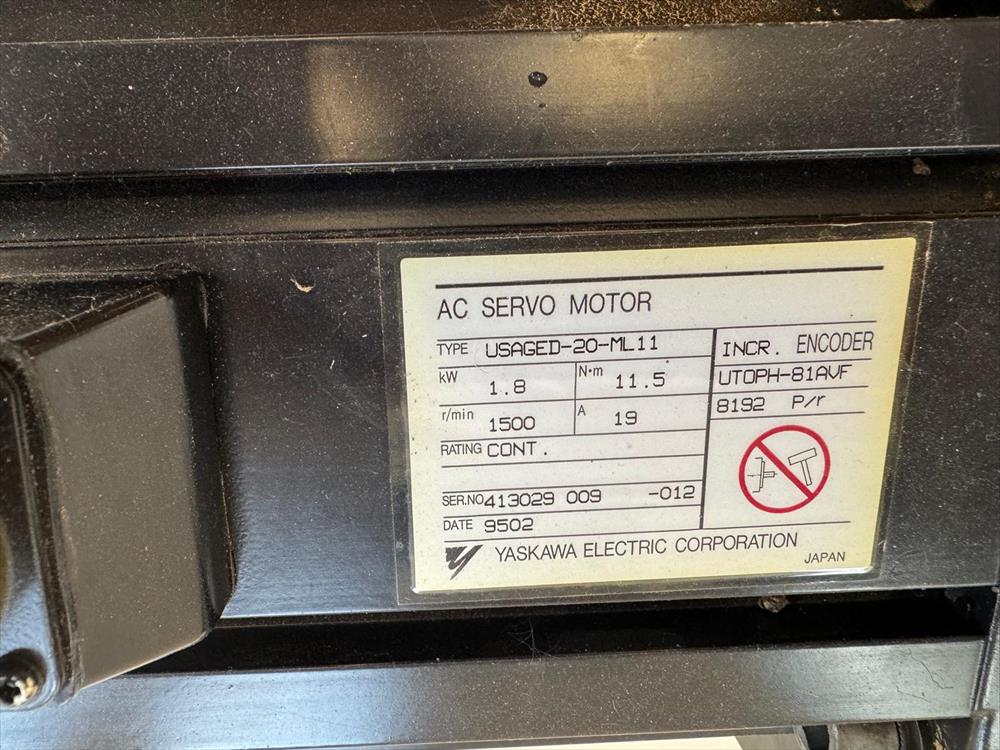 AC SERVO MOTOR
TYPE USAGED-20-ML11
INCR. ENCODER
kW 1.8 N·m 11.5
UTOPH-81AVF
r/min 1500 A 19
8192 P/r
RATING CONT.
SER.NO 413029 009 -012
DATE 9502
YASKAWA ELECTRIC CORPORATION
JAPAN